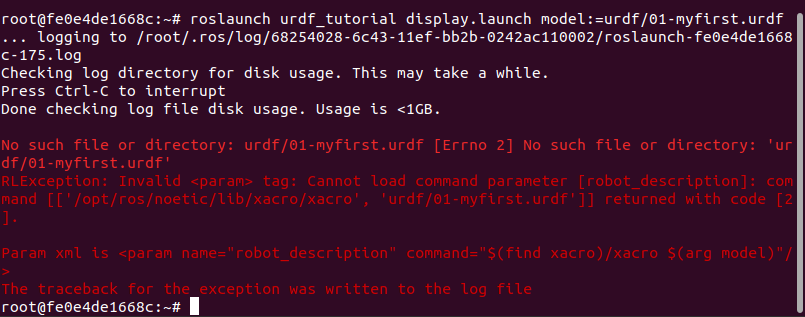 root@fe0e4de1668c:~# roslaunch urdf_tutorial display.launch model:=urdf/01-myfirst.urdf
... logging to /root/.ros/log/68254028-6c43-11ef-bb2b-0242ac110002/roslaunch-fe0e4de1668
c-175.log
Checking log directory for disk usage. This may take a while.
Press Ctrl-C to interrupt
Done checking log file disk usage. Usage is <1GB.
No such file or directory: urdf/01-myfirst.urdf [Errno 2] No such file or directory: 'ur
df/01-myfirst.urdf'
RLException: Invalid <param> tag: Cannot load command parameter [robot_description]: com
mand [['/opt/ros/noetic/lib/xacro/xacro', 'urdf/01-myfirst.urdf']] returned with code [2
].
Param xml is <param name="robot_description" command="$(find xacro)/xacro $(arg model)"/
>
The traceback for the exception was written to the log file
root@fe0e4de1668c:~#